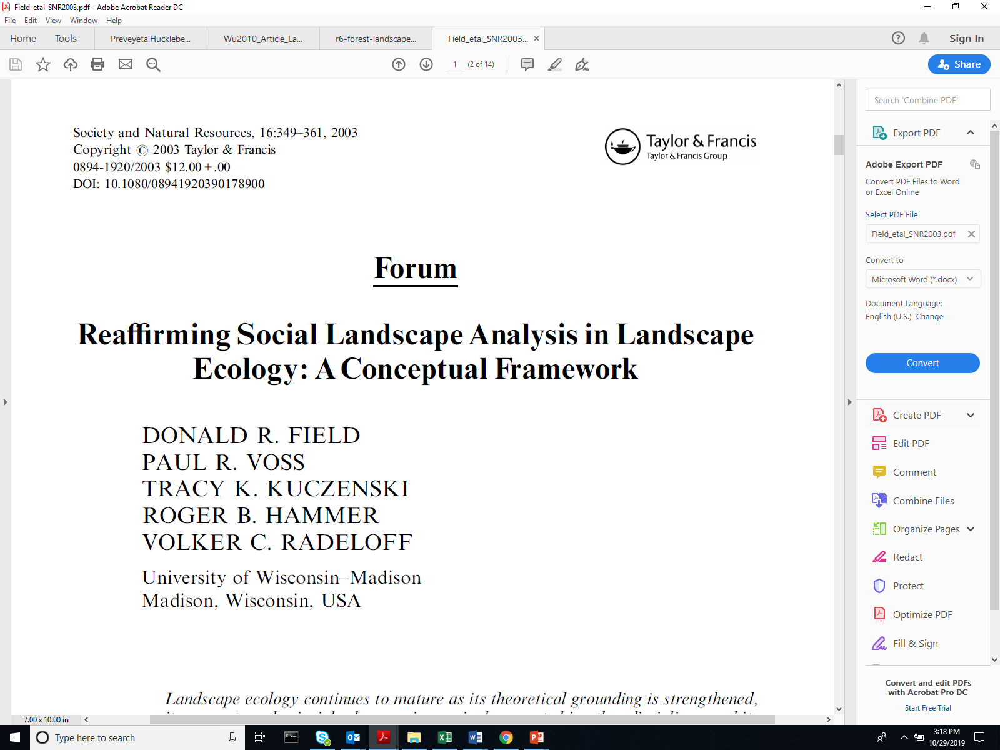 Field_etal_SNR2003.pdf - Adobe Acrobat Reader DC
File Edit View Window Help
Home Tools PreveyetalHucklebe... Wu2010_Article_La... r6-forest-landscape... Field_etal_SNR2003... × Sign In
1 (2 of 14) Share
Society and Natural Resources, 16:349–361, 2003
Copyright © 2003 Taylor & Francis
0894-1920/2003 $12.00+.00
DOI: 10.1080/08941920390178900
Taylor & Francis
Taylor & Francis Group
Forum
Reaffirming Social Landscape Analysis in Landscape
Ecology: A Conceptual Framework
DONALD R. FIELD
PAUL R. VOSS
TRACY K. KUCZENSKI
ROGER B. HAMMER
VOLKER C. RADELOFF
University of Wisconsin–Madison
Madison, Wisconsin, USA
Landscape ecology continues to mature as its theoretical grounding is strengthened,
7.00 x 10.00 in
Search 'Combine PDF'
Export PDF
Adobe Export PDF
Convert PDF Files to Word
or Excel Online
Select PDF File
Field_etal_SNR2003.pdf
Convert to
Microsoft Word (*.docx)
Document Language:
English (U.S.) Change
Convert
Create PDF
Edit PDF
Comment
Combine Files
Organize Pages
Redact
Protect
Optimize PDF
Fill & Sign
Convert and edit PDFs
with Acrobat Pro DC
Start Free Trial
Type here to search
3:18 PM
10/29/2019